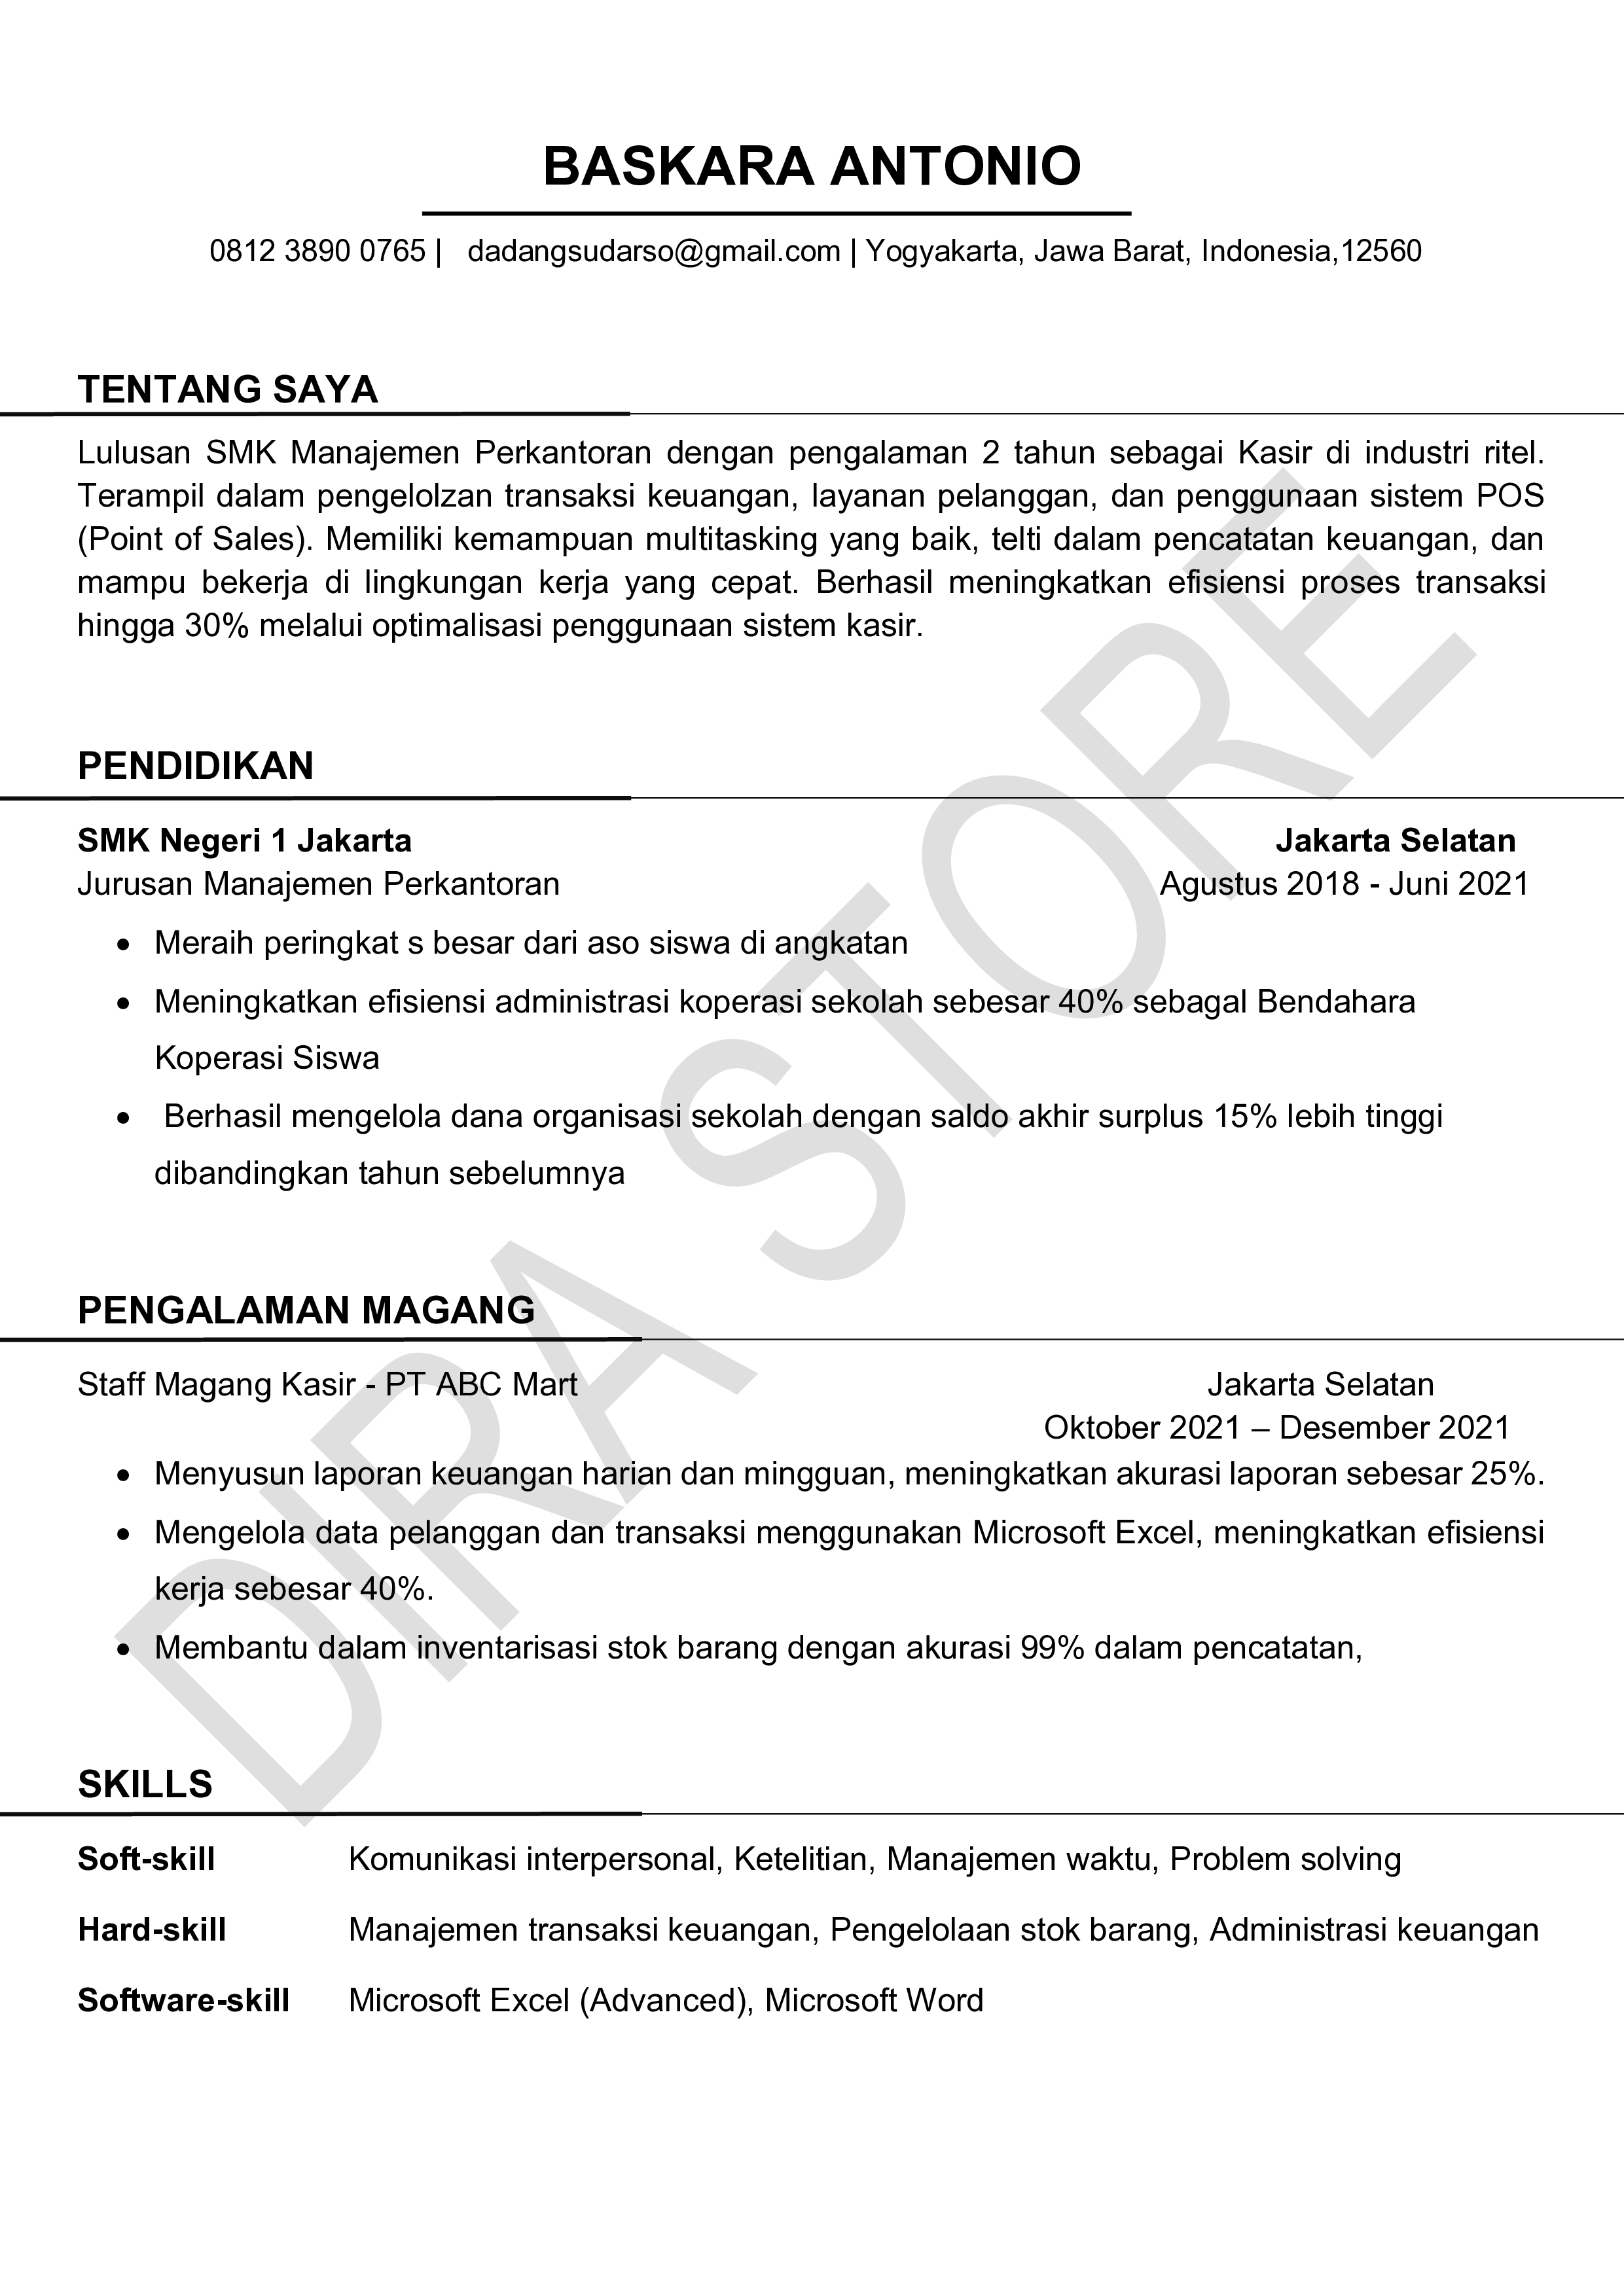 BASKARA ANTONIO
0812 3890 0765 | dadangsudarso@gmail.com | Yogyakarta, Jawa Barat, Indonesia,12560
TENTANG SAYA
Lulusan SMK Manajemen Perkantoran dengan pengalaman 2 tahun sebagai Kasir di industri ritel.
Terampil dalam pengelolzan transaksi keuangan, layanan pelanggan, dan penggunaan sistem POS
(Point of Sales). Memiliki kemampuan multitasking yang baik, telti dalam pencatatan keuangan, dan
mampu bekerja di lingkungan kerja yang cepat. Berhasil meningkatkan efisiensi proses transaksi
hingga 30% melalui optimalisasi penggunaan sistem kasir.
PENDIDIKAN
SMK Negeri 1 Jakarta Jakarta Selatan
Jurusan Manajemen Perkantoran Agustus 2018 - Juni 2021
• Meraih peringkat s besar dari aso siswa di angkatan
• Meningkatkan efisiensi administrasi koperasi sekolah sebesar 40% sebagal Bendahara
Koperasi Siswa
• Berhasil mengelola dana organisasi sekolah dengan saldo akhir surplus 15% lebih tinggi
dibandingkan tahun sebelumnya
PENGALAMAN MAGANG
Staff Magang Kasir - PT ABC Mart Jakarta Selatan
Oktober 2021 – Desember 2021
• Menyusun laporan keuangan harian dan mingguan, meningkatkan akurasi laporan sebesar 25%.
• Mengelola data pelanggan dan transaksi menggunakan Microsoft Excel, meningkatkan efisiensi
kerja sebesar 40%.
• Membantu dalam inventarisasi stok barang dengan akurasi 99% dalam pencatatan,
SKILLS
Soft-skill Komunikasi interpersonal, Ketelitian, Manajemen waktu, Problem solving
Hard-skill Manajemen transaksi keuangan, Pengelolaan stok barang, Administrasi keuangan
Software-skill Microsoft Excel (Advanced), Microsoft Word
DIRA STORE